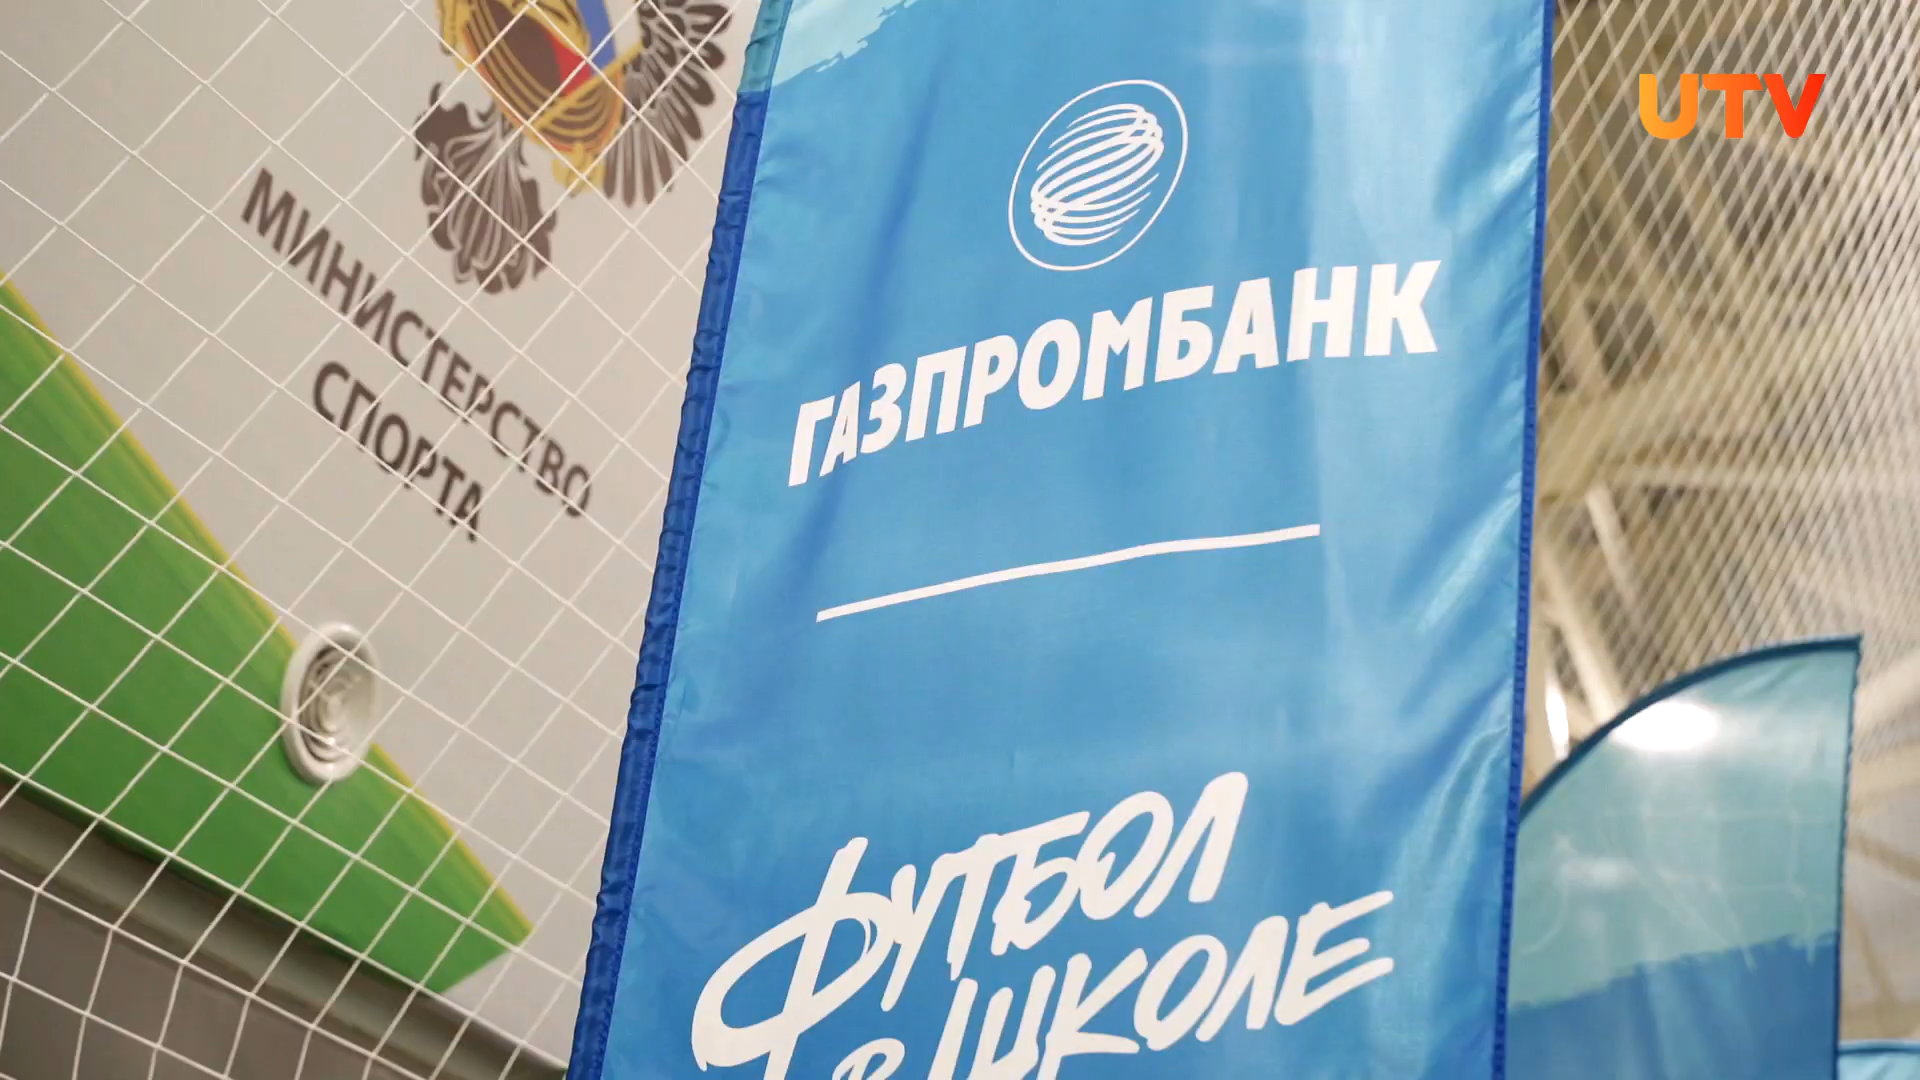 МИНИСТЕРСТВО
СПОРТА
ГАЗПРОМБАНК
ФУТБОЛ
В ШКОЛЕ
UTV